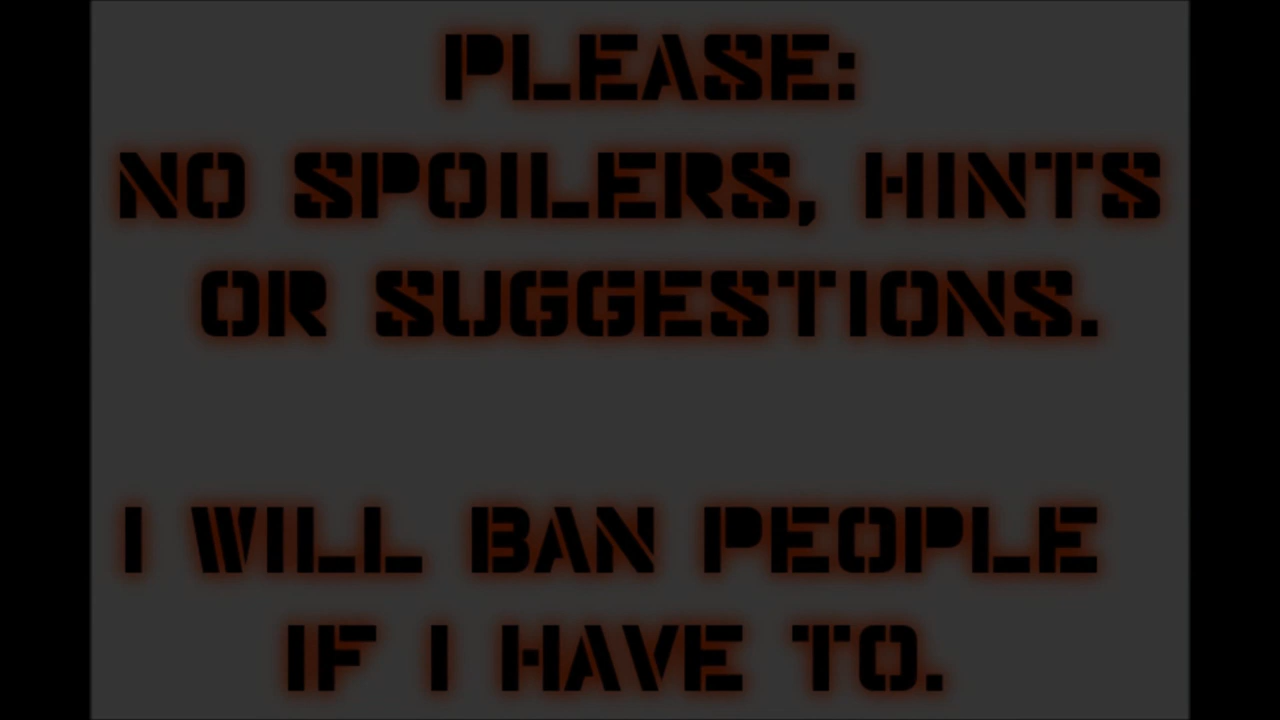 PLEASE:
NO SPOILERS, HINTS
OR SUGGESTIONS.
I WILL BAN PEOPLE
IF I HAVE TO.